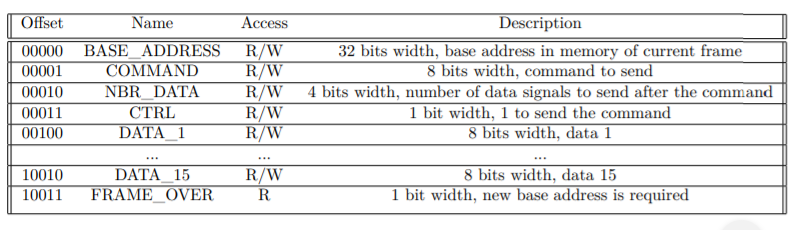 Offset Name Access Description
00000 BASE_ADDRESS R/W 32 bits width, base address in memory of current frame
00001 COMMAND R/W 8 bits width, command to send
00010 NBR_DATA R/W 4 bits width, number of data signals to send after the command
00011 CTRL R/W 1 bit width, 1 to send the command
00100 DATA_1 R/W 8 bits width, data 1
... ... ...
10010 DATA_15 R/W 8 bits width, data 15
10011 FRAME_OVER R 1 bit width, new base address is required